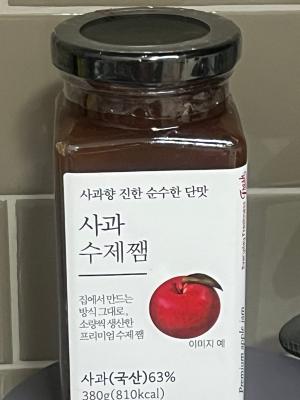 사과향 진한 순수한 단맛
사과
수제쨈
집에서 만드는
방식 그대로,
소량씩 생산한
프리미엄 수제 쨈
이미지 예
사과(국산)63%
380g(810kcal)